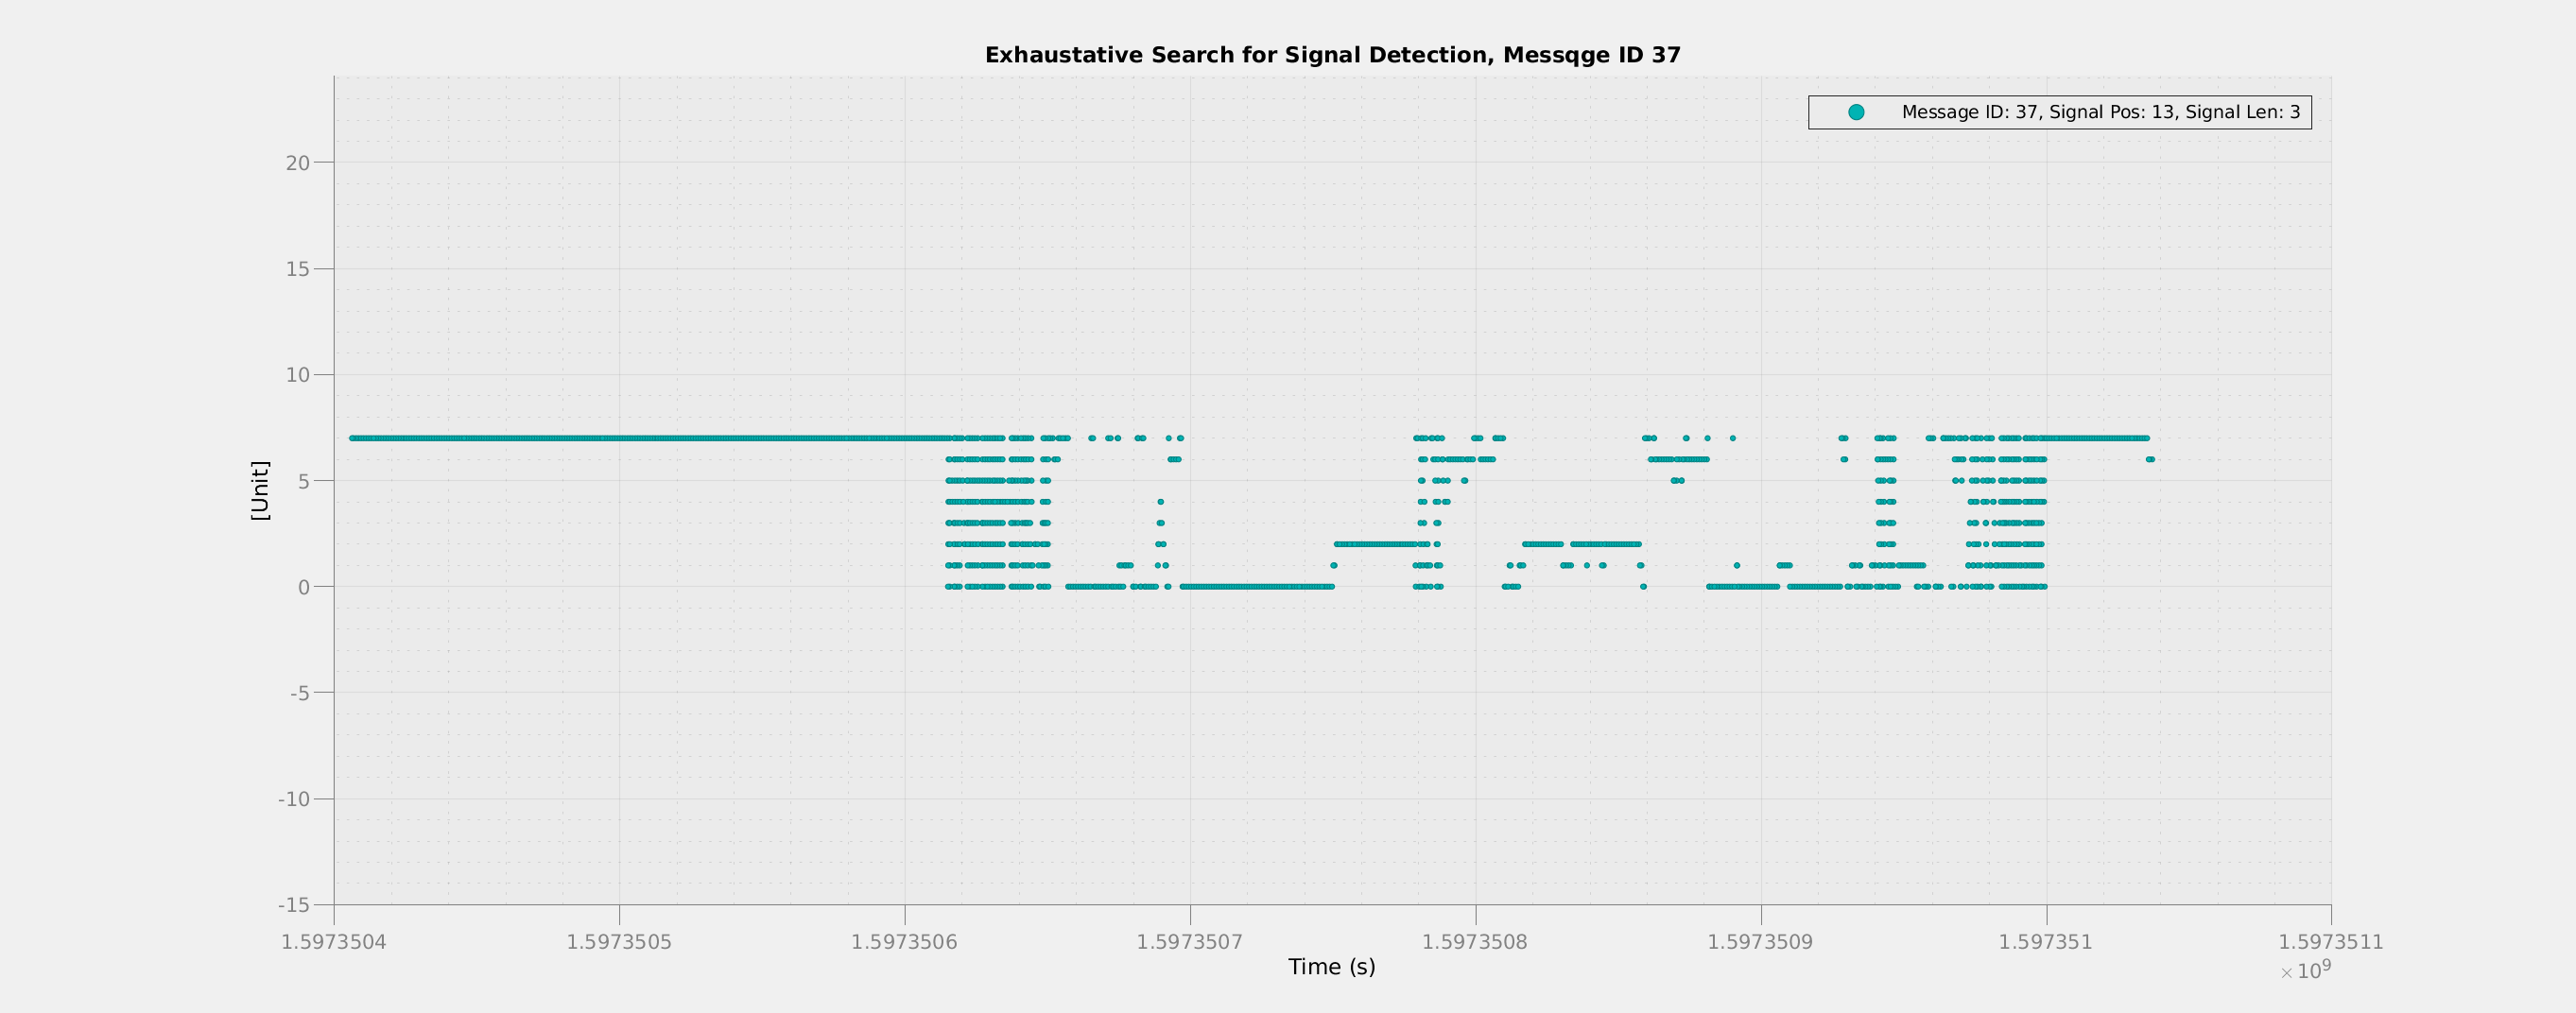 Exhaustative Search for Signal Detection, Messqge ID 37
Message ID: 37, Signal Pos: 13, Signal Len: 3
20
15
10
5
0
-5
-10
-15
[Unit]
1.5973504 1.5973505 1.5973506 1.5973507 1.5973508 1.5973509 1.597351 1.5973511
Time (s)
× 10⁹